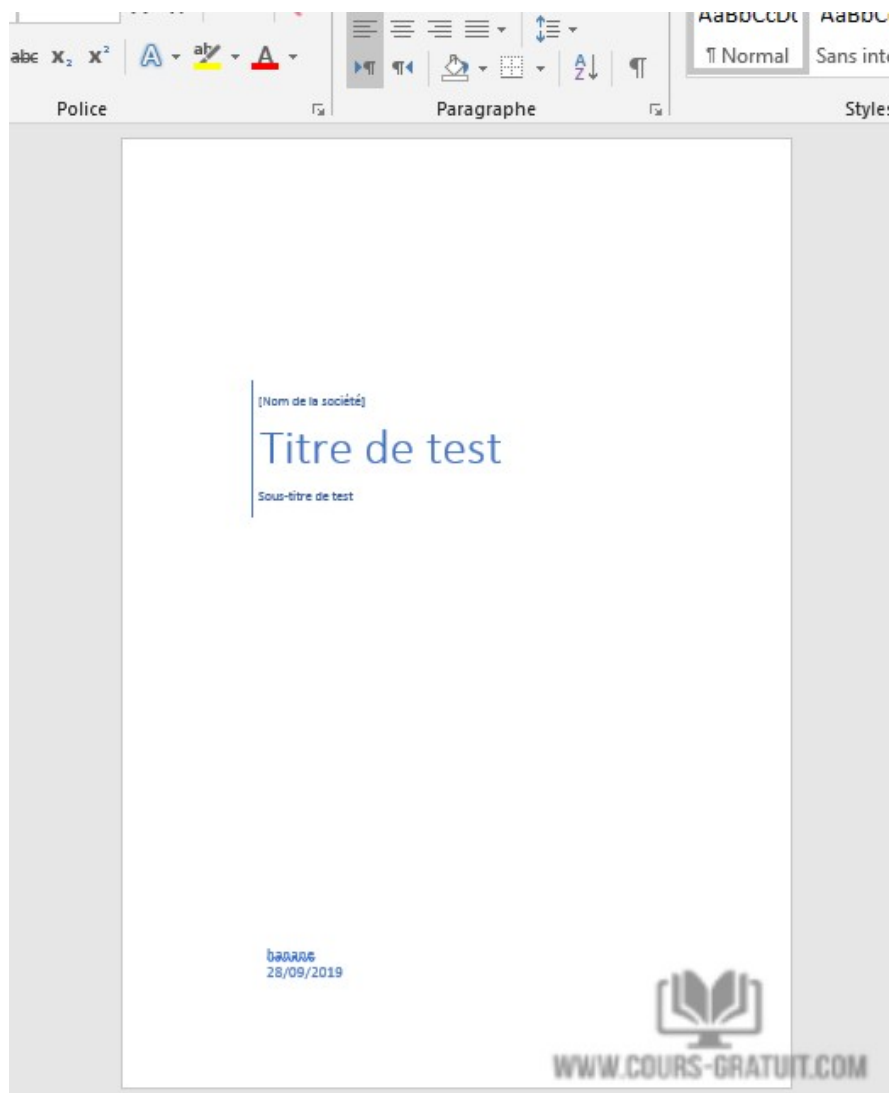 abc X₂ X² A aby A
AaBbCcDc AaBbC
¶ Normal Sans inte
Police Paragraphe Styles
[Nom de la société]
Titre de test
Sous-titre de test
banane
28/09/2019
WWW.COURS-GRATUIT.COM